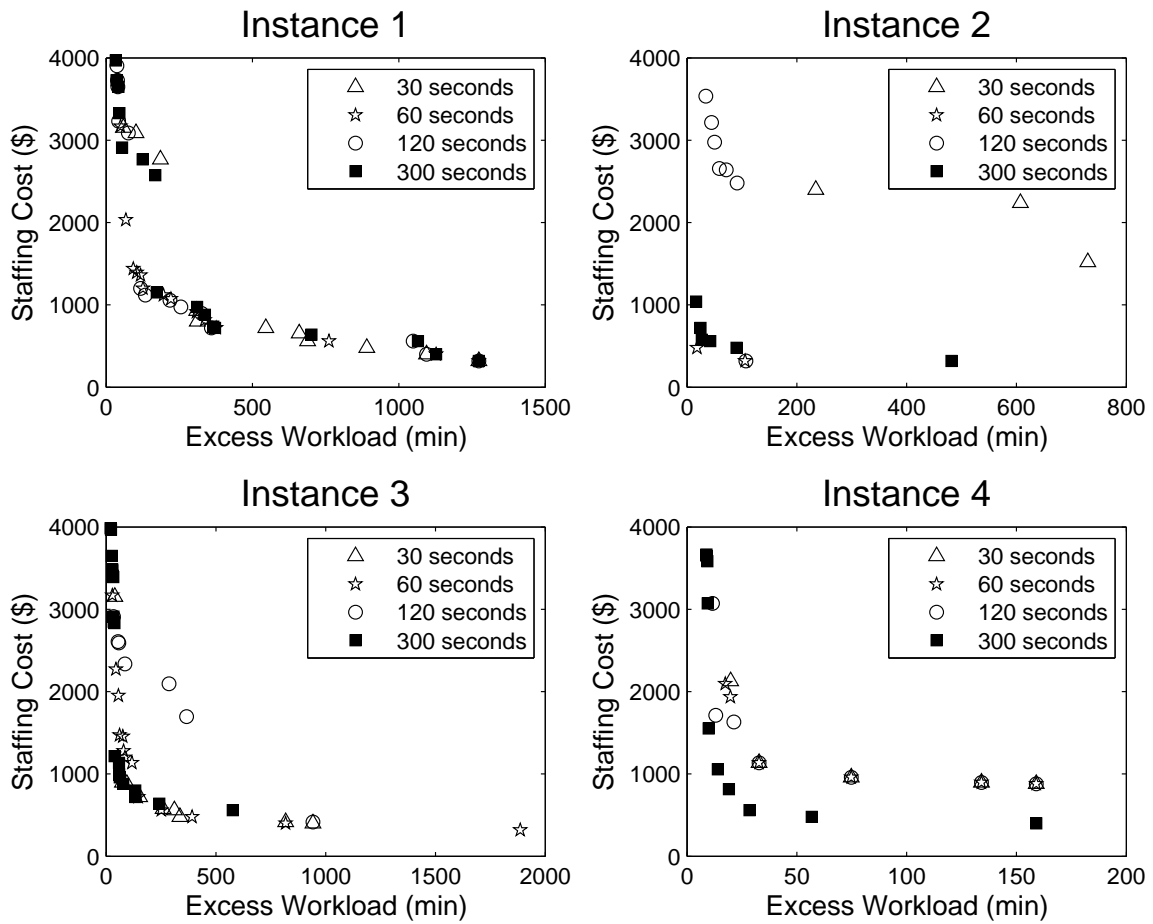 Instance 1
Staffing Cost ($)
4000
3000
2000
1000
0
0 500 1000 1500
Excess Workload (min)
30 seconds
60 seconds
120 seconds
300 seconds
Instance 2
Staffing Cost ($)
4000
3000
2000
1000
0
0 200 400 600 800
Excess Workload (min)
30 seconds
60 seconds
120 seconds
300 seconds
Instance 3
Staffing Cost ($)
4000
3000
2000
1000
0
0 500 1000 1500 2000
Excess Workload (min)
30 seconds
60 seconds
120 seconds
300 seconds
Instance 4
Staffing Cost ($)
4000
3000
2000
1000
0
0 50 100 150 200
Excess Workload (min)
30 seconds
60 seconds
120 seconds
300 seconds